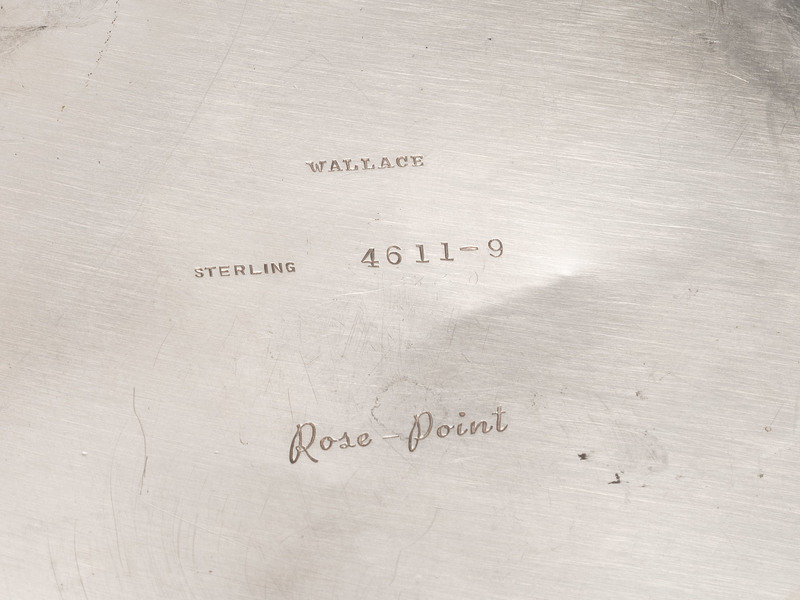 WALLACE
STERLING 4611-9
Rose-Point